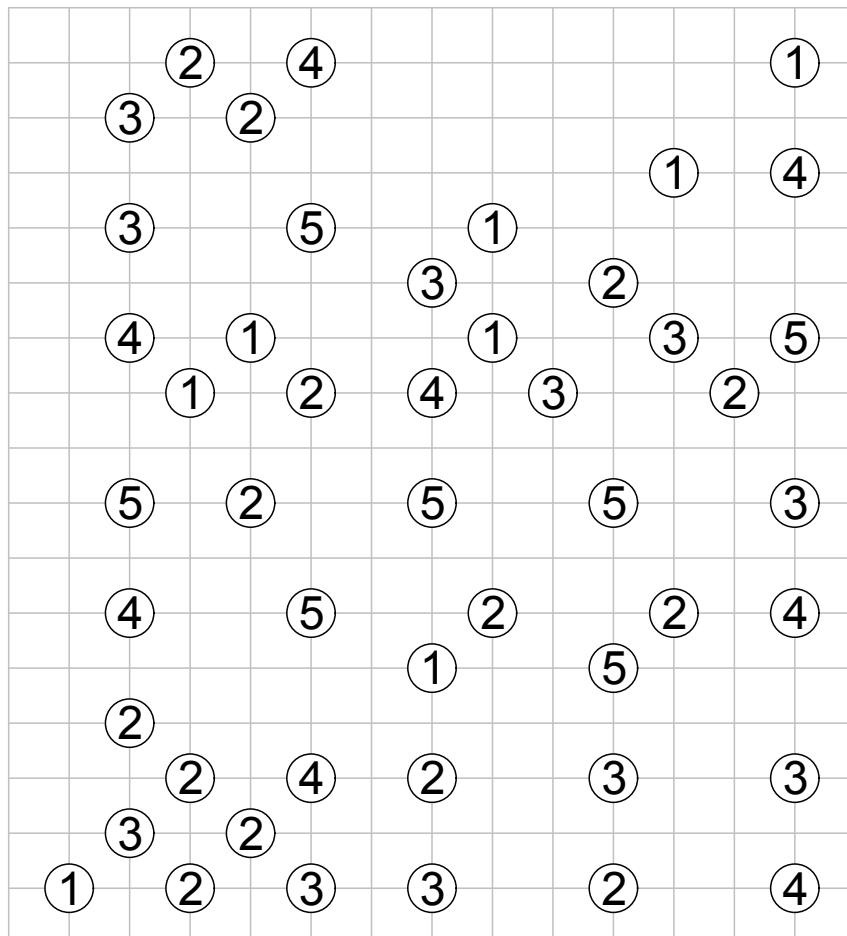 2 4 1
3 2
1 4
3 5 1
3 2
4 1 1 3 5
1 2 4 3 2
5 2 5 5 3
4 5 2 2 4
1 5
2
2 4 2 3 3
3 2
1 2 3 3 2 4